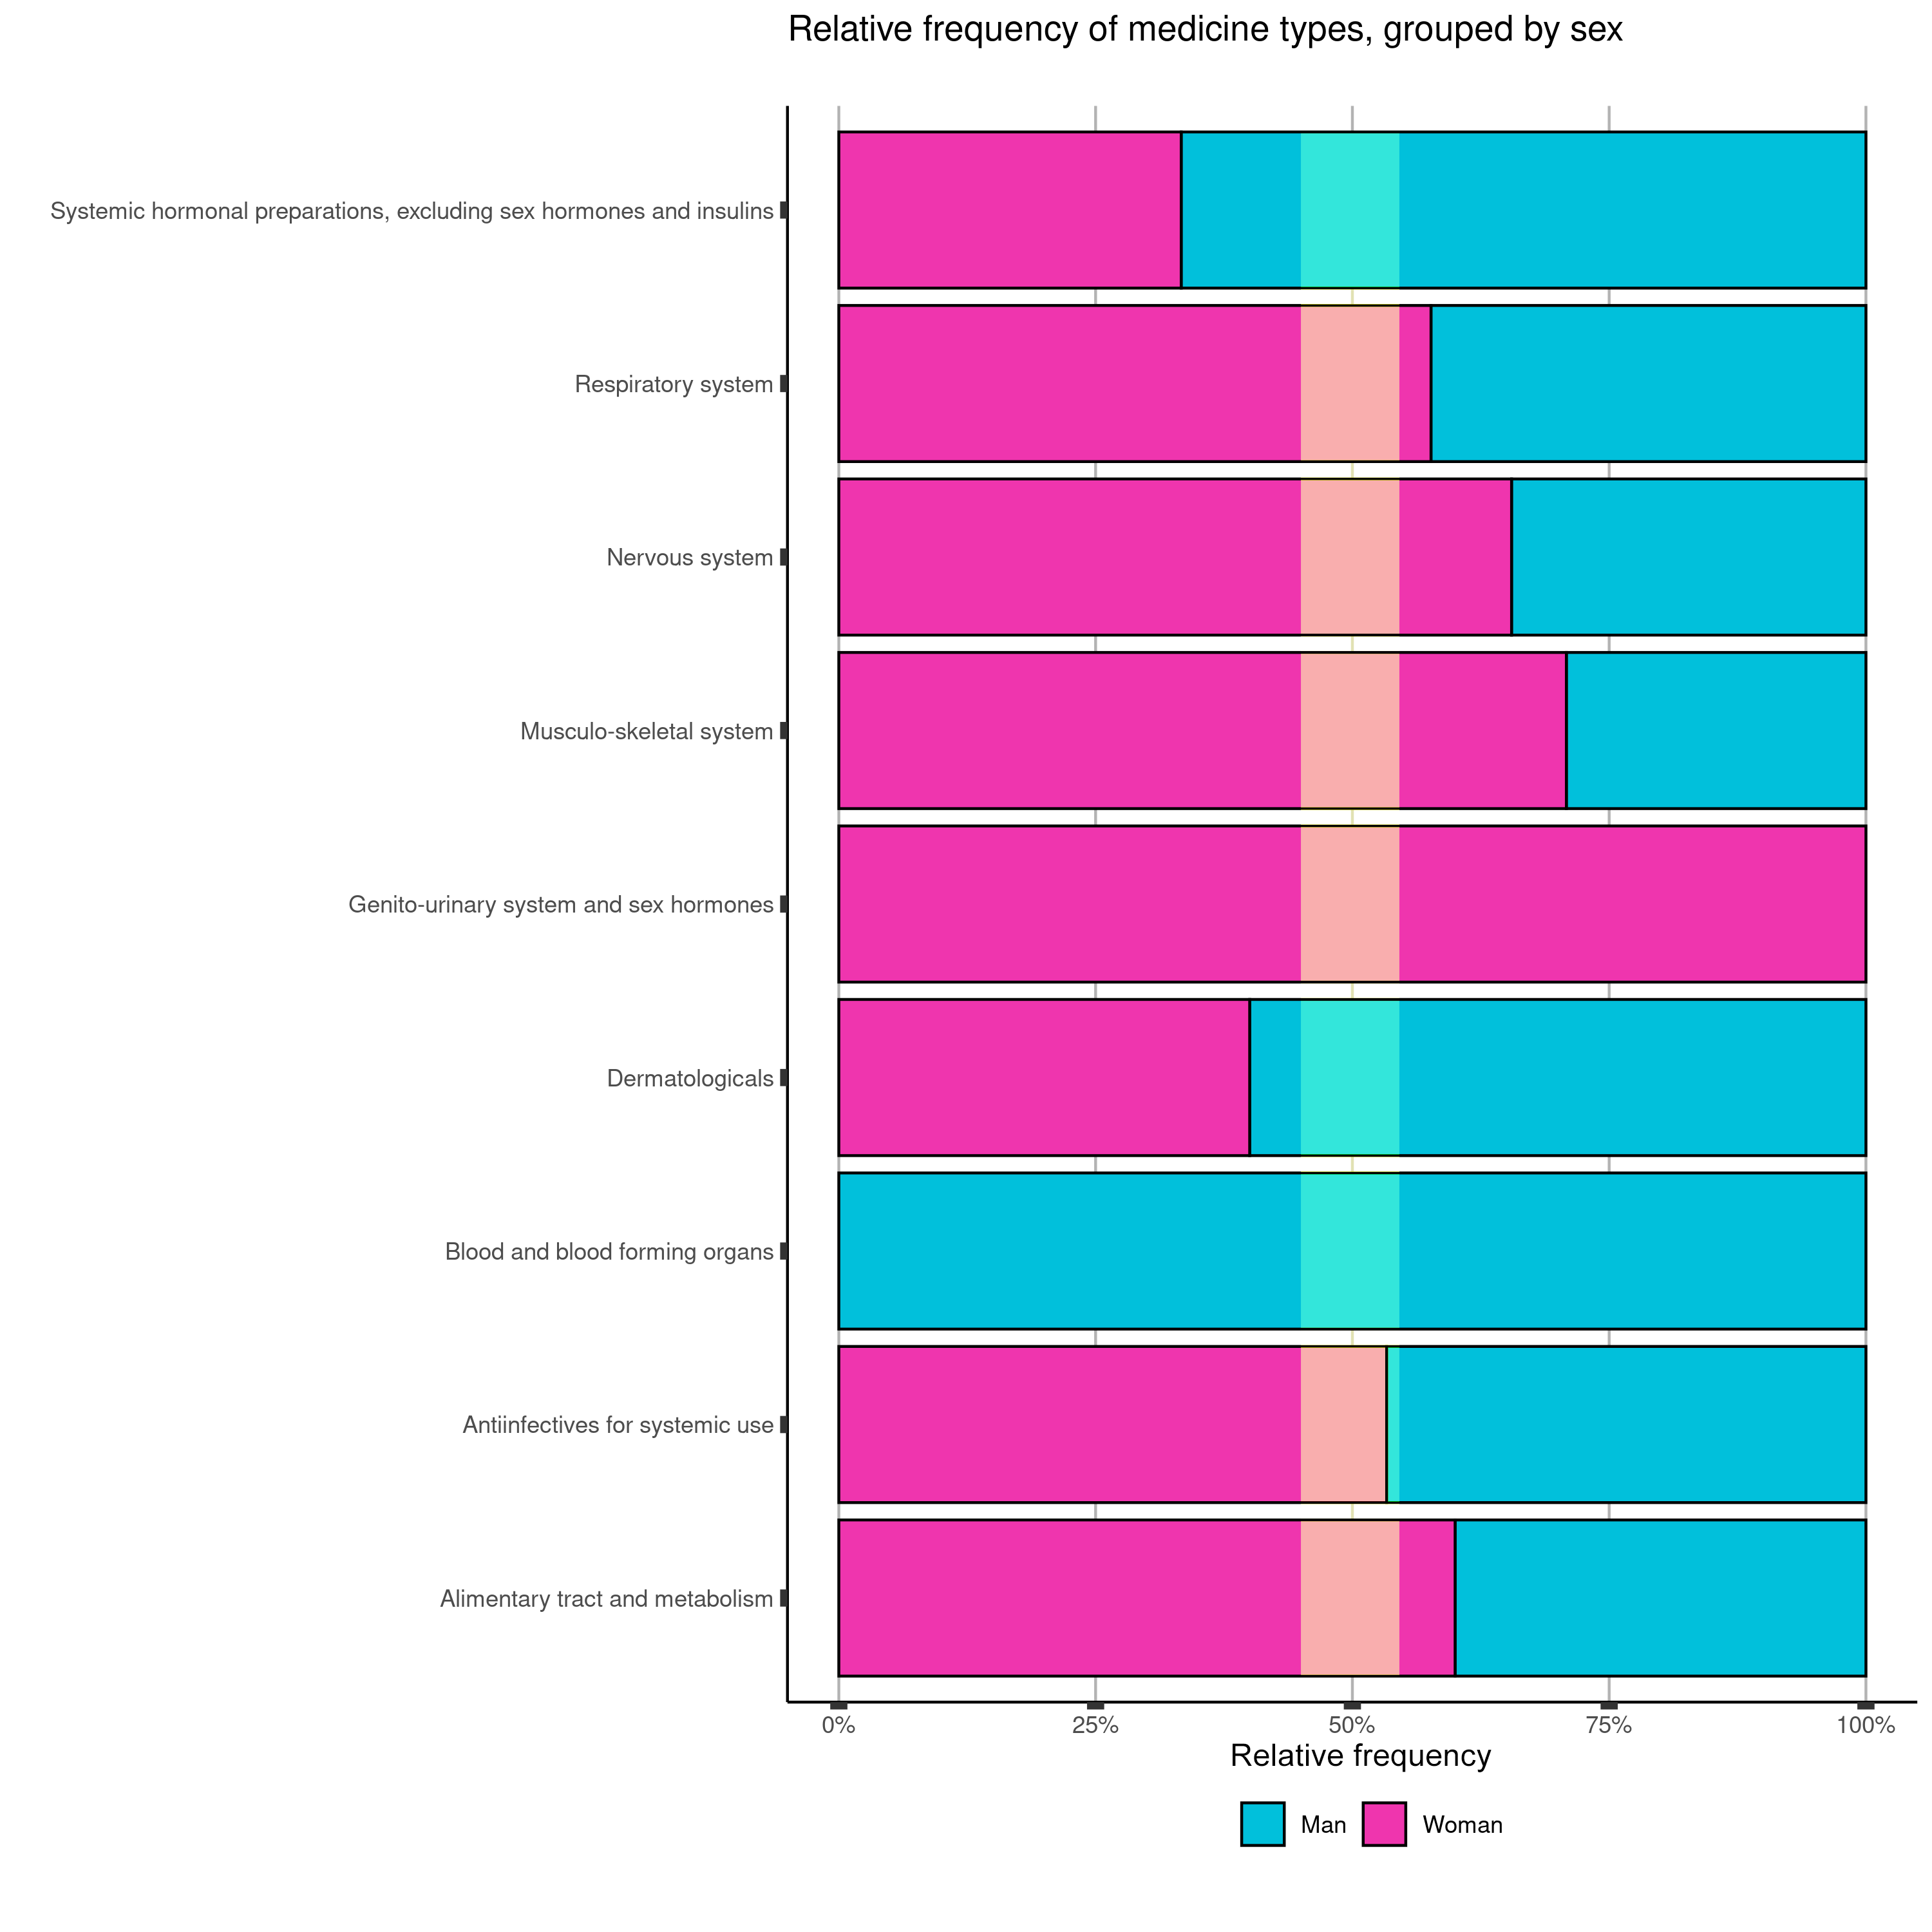 Relative frequency of medicine types, grouped by sex
Systemic hormonal preparations, excluding sex hormones and insulins
Respiratory system
Nervous system
Musculo-skeletal system
Genito-urinary system and sex hormones
Dermatologicals
Blood and blood forming organs
Antiinfectives for systemic use
Alimentary tract and metabolism
0% 25% 50% 75% 100%
Relative frequency
Man Woman